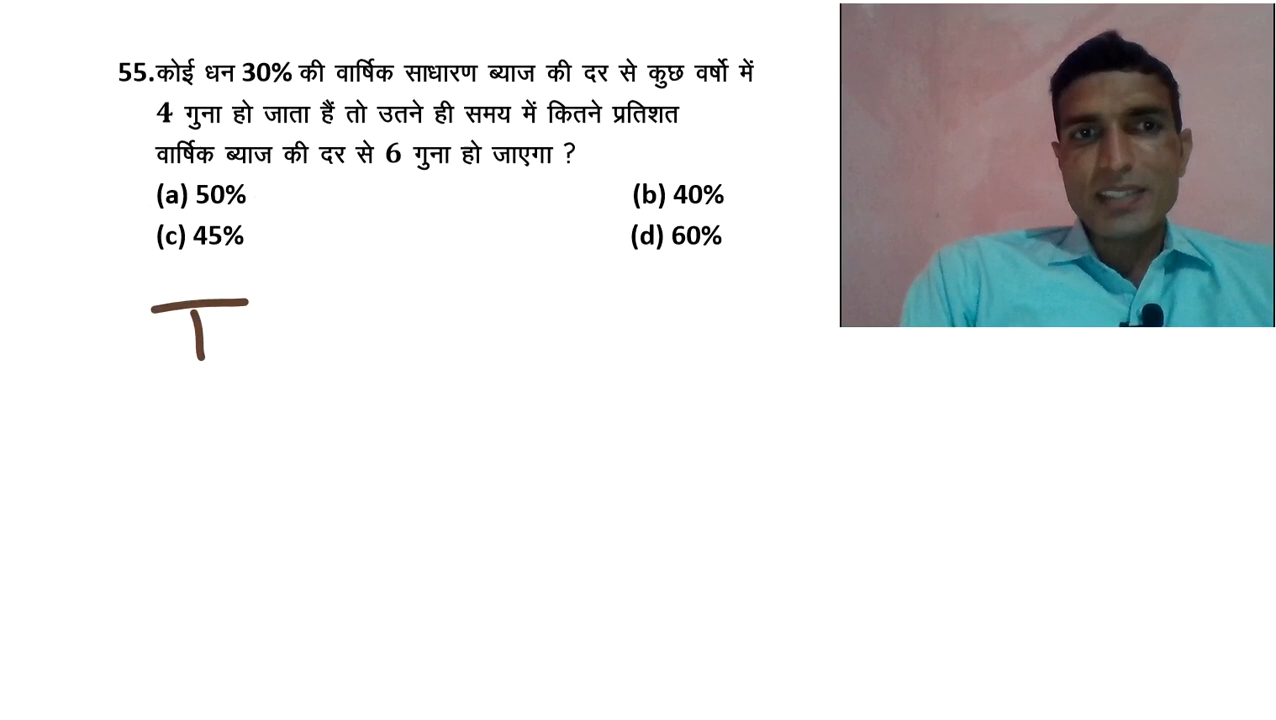 55.कोई धन 30% की वार्षिक साधारण ब्याज की दर से कुछ वर्षो में
4 गुना हो जाता हैं तो उतने ही समय में कितने प्रतिशत
वार्षिक ब्याज की दर से 6 गुना हो जाएगा ?
(a) 50% (b) 40%
(c) 45% (d) 60%
T